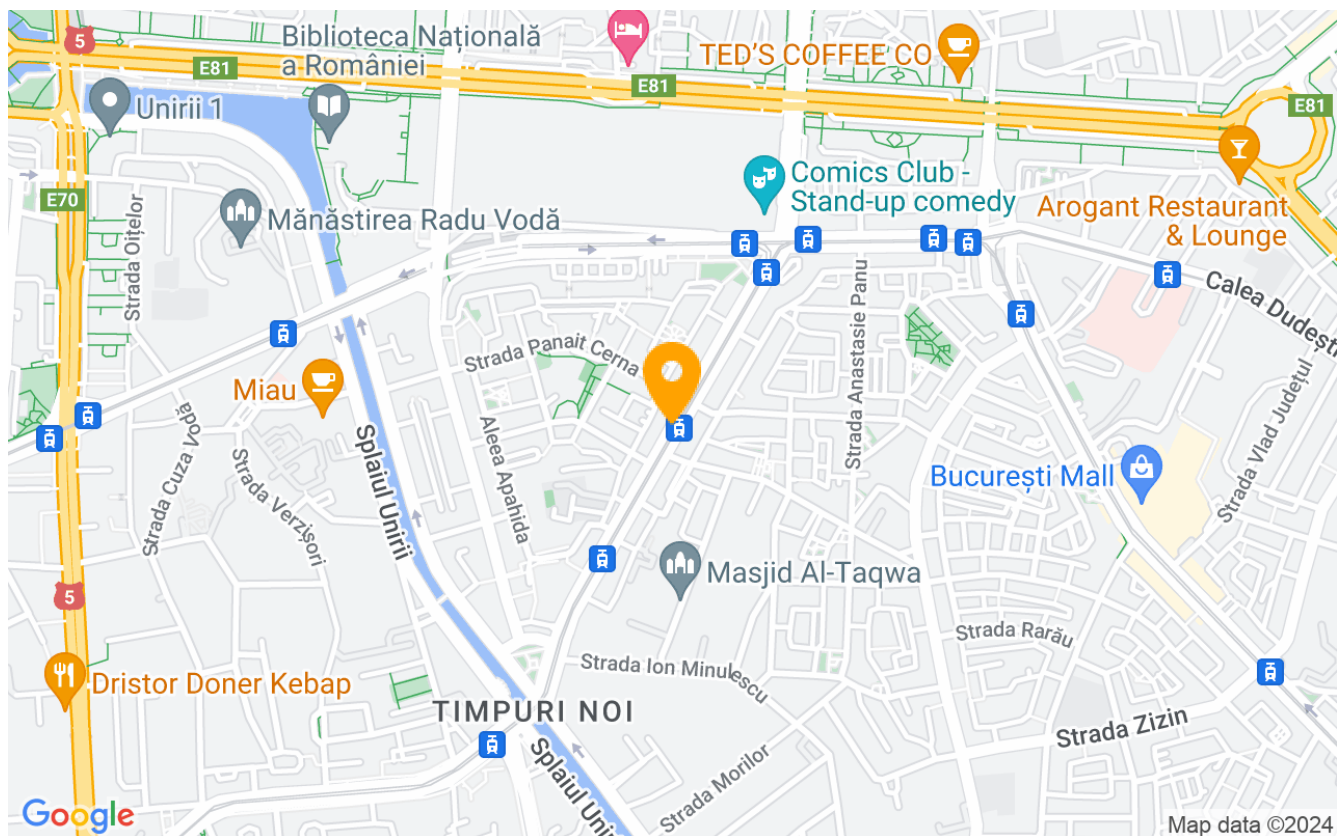 5
Biblioteca Națională
a României
E81
TED'S COFFEE CO
E81
E81
Unirii 1
E70
Strada Oițelor
Mănăstirea Radu Vodă
Comics Club -
Stand-up comedy
Arogant Restaurant
& Lounge
Calea Dudești
Strada Panait Cerna
Strada Anastasie Panu
Miau
Strada Cuza Vodă
Strada Verzișori
Splaiul Unirii
Aleea Apahida
București Mall
Strada Vlad Județul
Masjid Al-Taqwa
5
Strada Rarău
Strada Ion Minulescu
Dristor Doner Kebap
TIMPURI NOI
Strada Zizin
Splaiul Uniri
Strada Morilor
Google
Map data ©2024